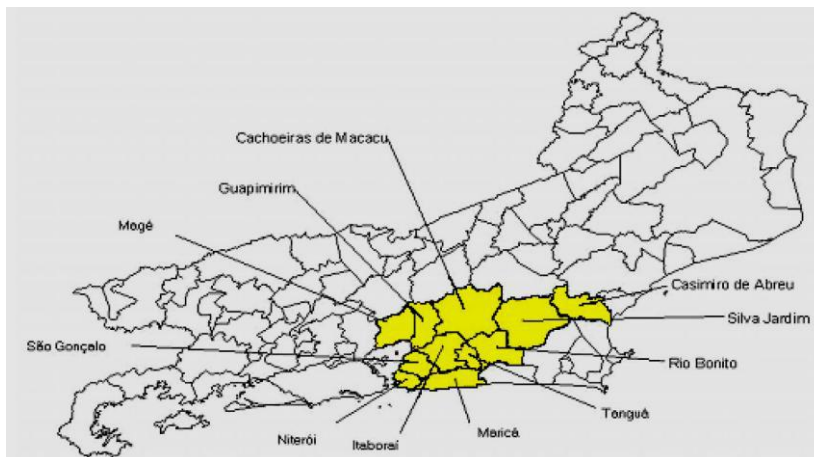 Cachoeiras de Macacu
Guapimirim
Magé
Casimiro de Abreu
Silva Jardim
São Gonçalo
Rio Bonito
Tanguá
Niterói
Itaboraí
Maricá